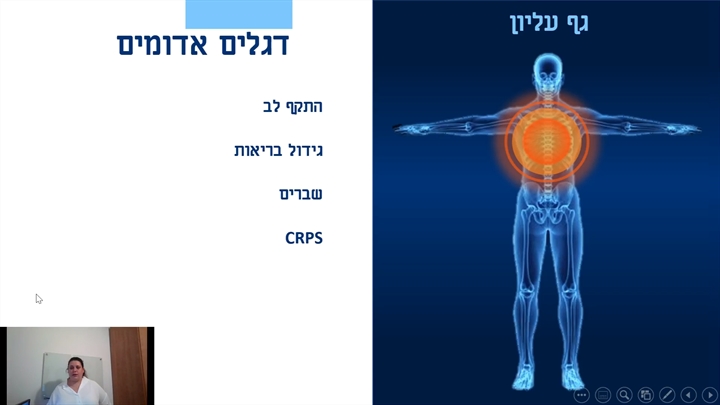 דגלים אדומים
התקף לב
גידול בריאות
שברים
CRPS
גף עליון